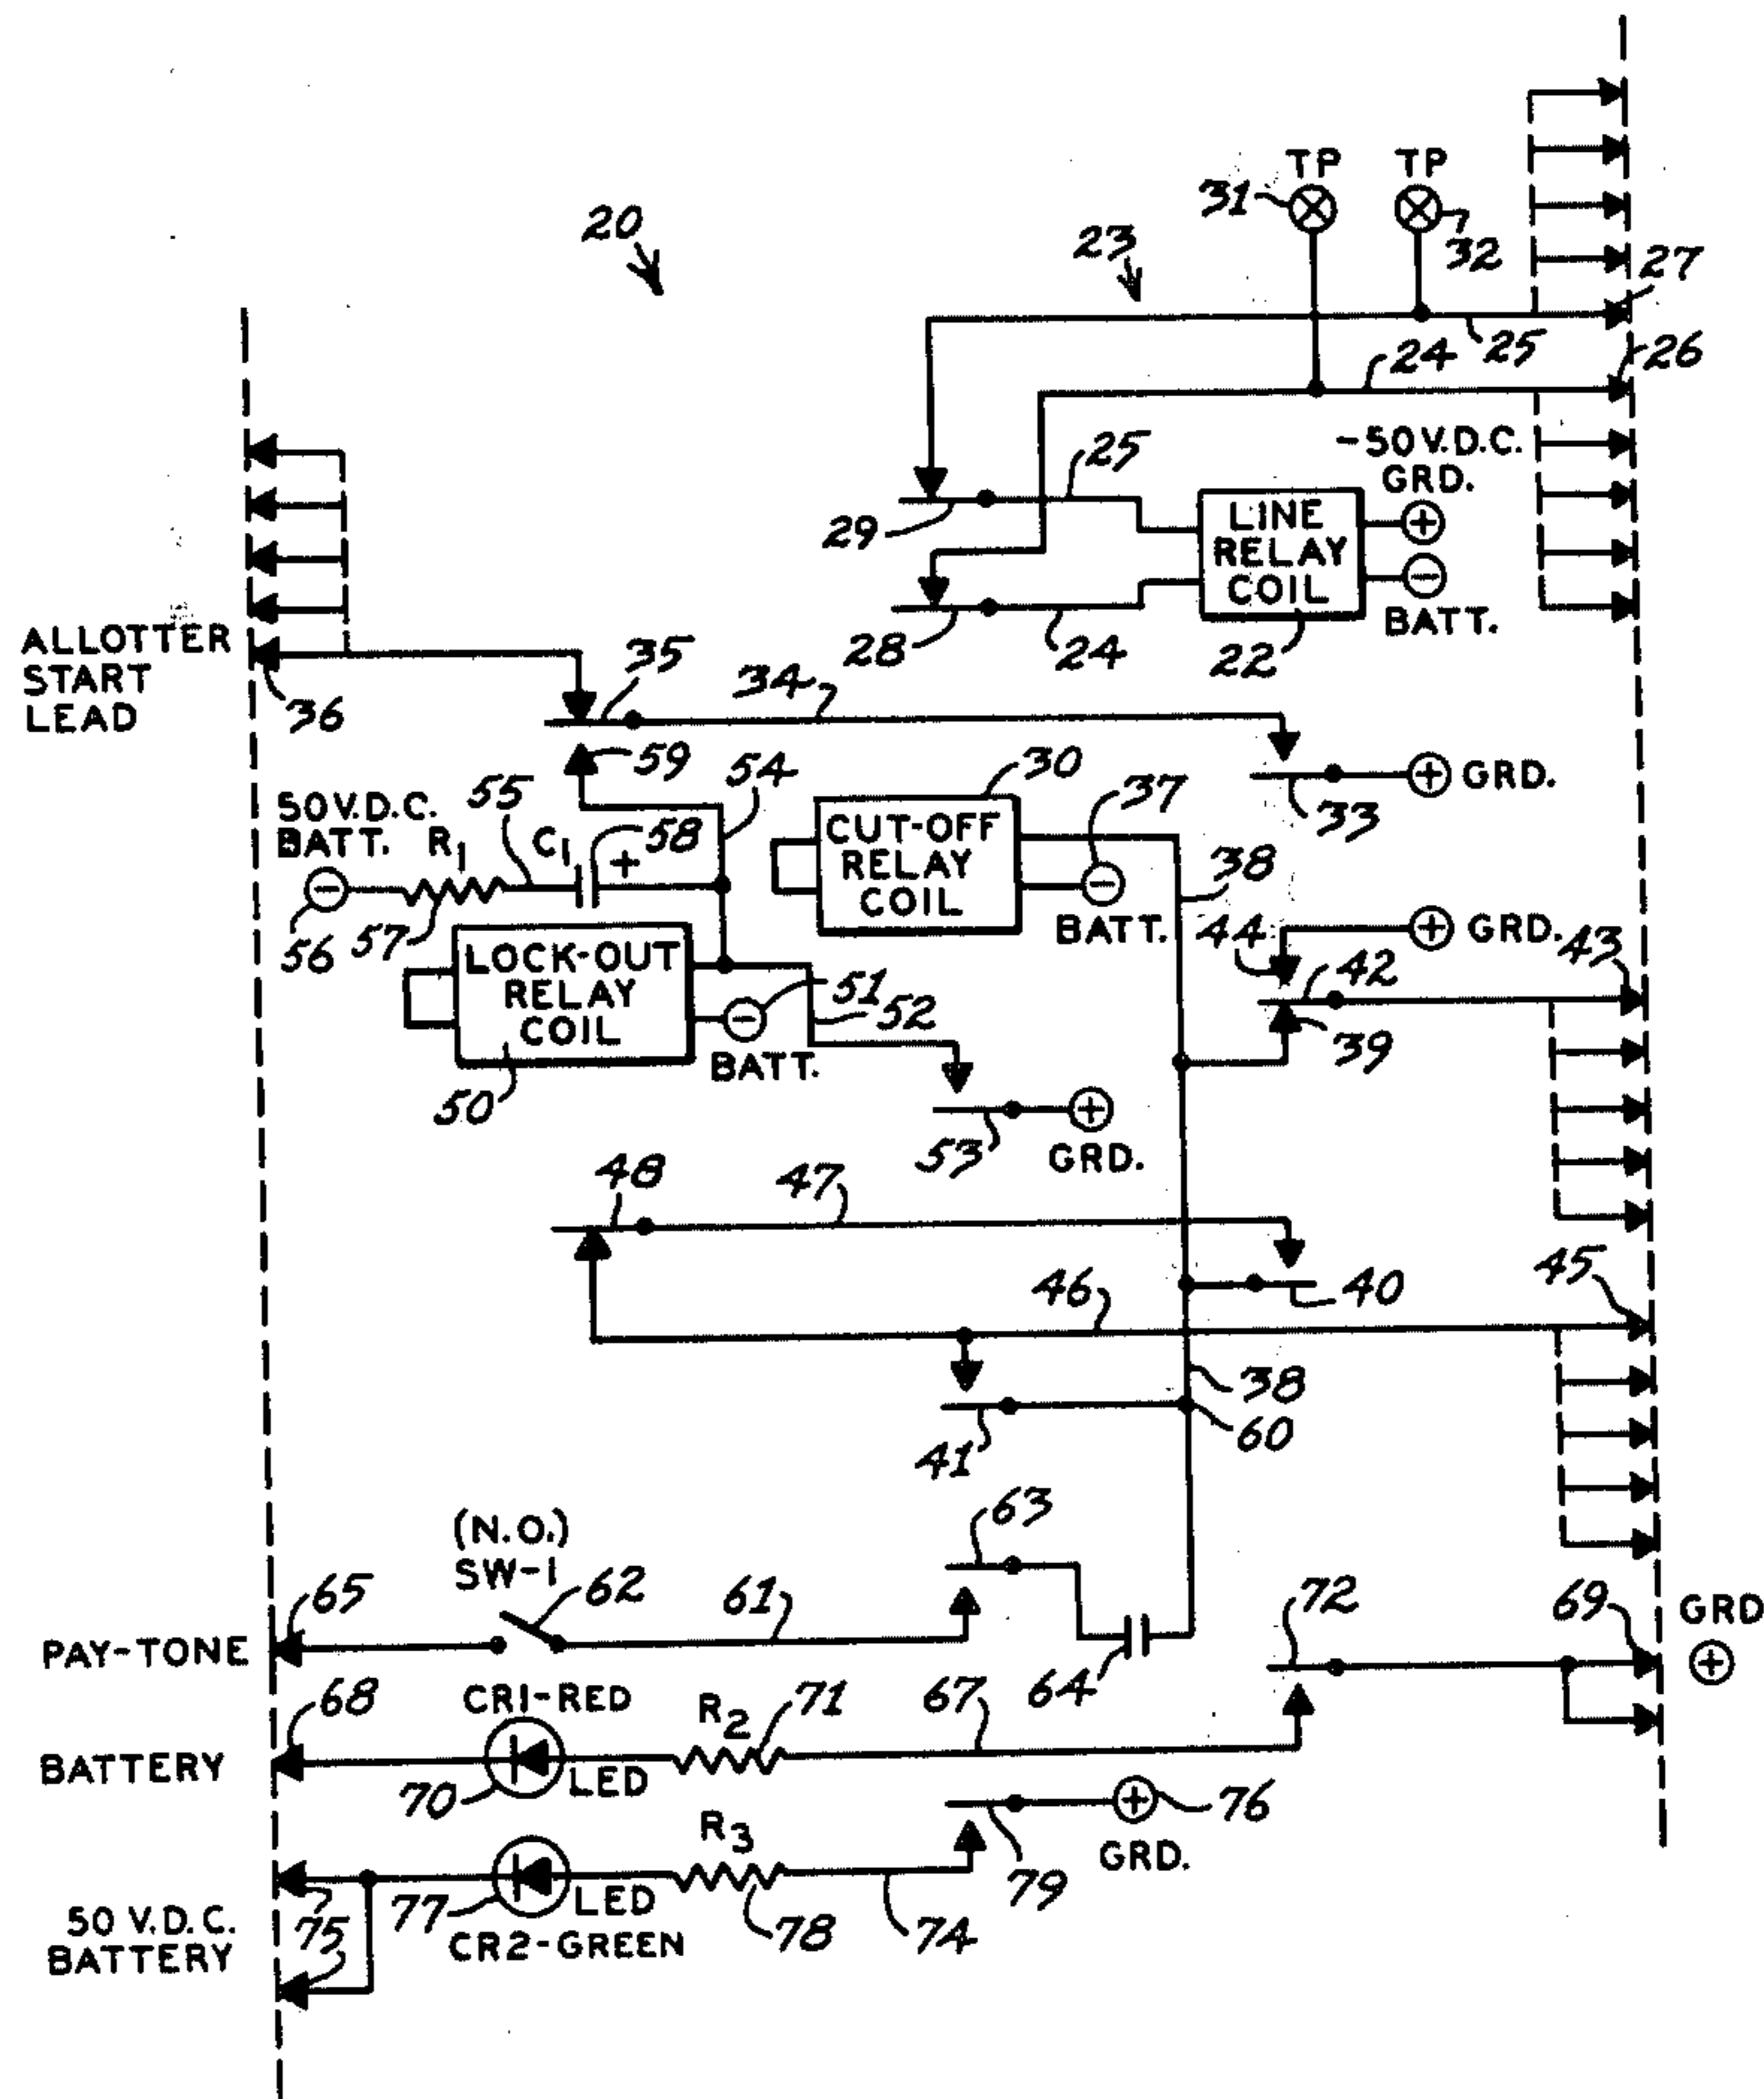 TP TP
31 32
20 23 27
25
24 26
-50 V.D.C.
GRD.
25
LINE
RELAY
COIL
29
BATT.
28 24 22
ALLOTTER
START
LEAD
36
35
34
59
54
30
37
33
GRD.
50 V.D.C.
BATT.
55
R1
C1
58
+
CUT-OFF
RELAY
COIL
38
BATT.
56 57
44
GRD.
43
42
LOCK-OUT
RELAY
COIL
51
52
39
BATT.
50
53
GRD.
48
47
45
46
40
38
41
60
(N.O.)
SW-1
63
65
62
61
72
69
GRD
PAY-TONE
64
68
CR1-RED
R2
71
67
BATTERY
70
LED
76
R3
GRD.
79
77
LED
78
74
75
50 V.D.C.
BATTERY
CR2-GREEN